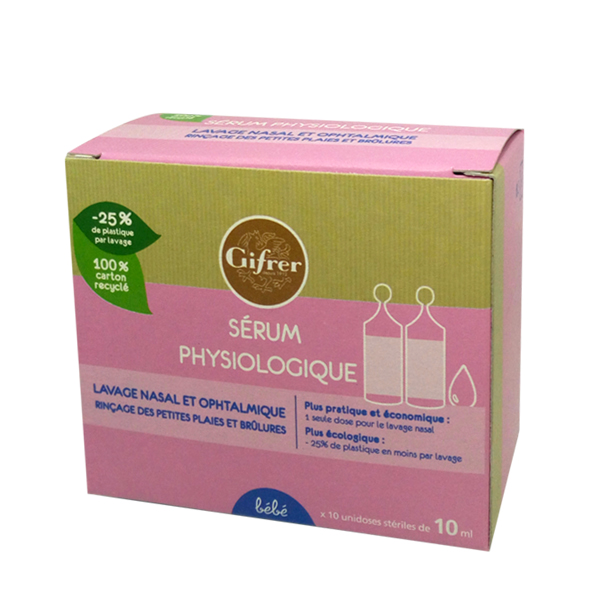 SÉRUM PHYSIOLOGIQUE
LAVAGE NASAL ET OPHTALMIQUE
RINÇAGE DES PETITES PLAIES ET BRÛLURES
-25%
de plastique
par lavage
100%
carton
recyclé
Gifrer
SÉRUM
PHYSIOLOGIQUE
LAVAGE NASAL ET OPHTALMIQUE
RINÇAGE DES PETITES PLAIES ET BRÛLURES
Plus pratique et économique :
1 seule dose pour le lavage nasal
Plus écologique :
- 25% de plastique en moins par lavage
bébé
x 10 unidoses stériles de 10 ml